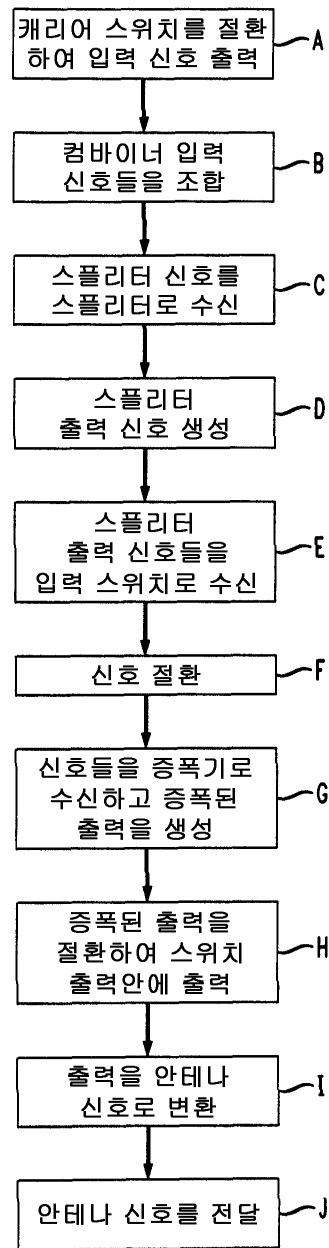 캐리어 스위치를 절환
하여 입력 신호 출력
A
컴바이너 입력
신호들을 조합
B
스플리터 신호를
스플리터로 수신
C
스플리터
출력 신호 생성
D
스플리터
출력 신호들을
입력 스위치로 수신
E
신호 절환
F
신호들을 증폭기로
수신하고 증폭된
출력을 생성
G
증폭된 출력을
절환하여 스위치
출력안에 출력
H
출력을 안테나
신호로 변환
I
안테나 신호를 전달
J